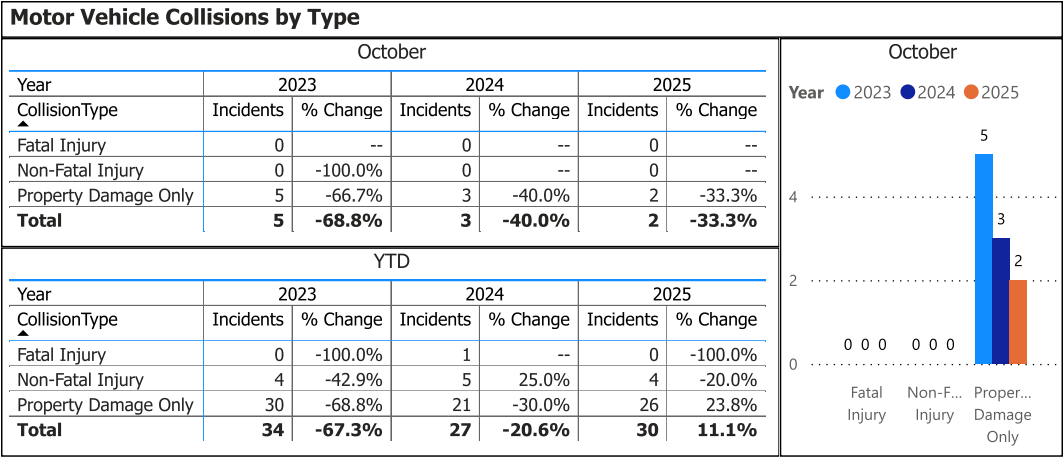 Motor Vehicle Collisions by Type
October
Year 2023 2024 2025
CollisionType Incidents % Change Incidents % Change Incidents % Change
Fatal Injury 0 -- 0 -- 0 --
Non-Fatal Injury 0 -100.0% 0 -- 0 --
Property Damage Only 5 -66.7% 3 -40.0% 2 -33.3%
Total 5 -68.8% 3 -40.0% 2 -33.3%
YTD
Year 2023 2024 2025
CollisionType Incidents % Change Incidents % Change Incidents % Change
Fatal Injury 0 -100.0% 1 -- 0 -100.0%
Non-Fatal Injury 4 -42.9% 5 25.0% 4 -20.0%
Property Damage Only 30 -68.8% 21 -30.0% 26 23.8%
Total 34 -67.3% 27 -20.6% 30 11.1%
October
Year 2023 2024 2025
5
4
3
2
2
0 0 0 0 0 0
0
Fatal Non-F... Proper...
Injury Injury Damage
Only